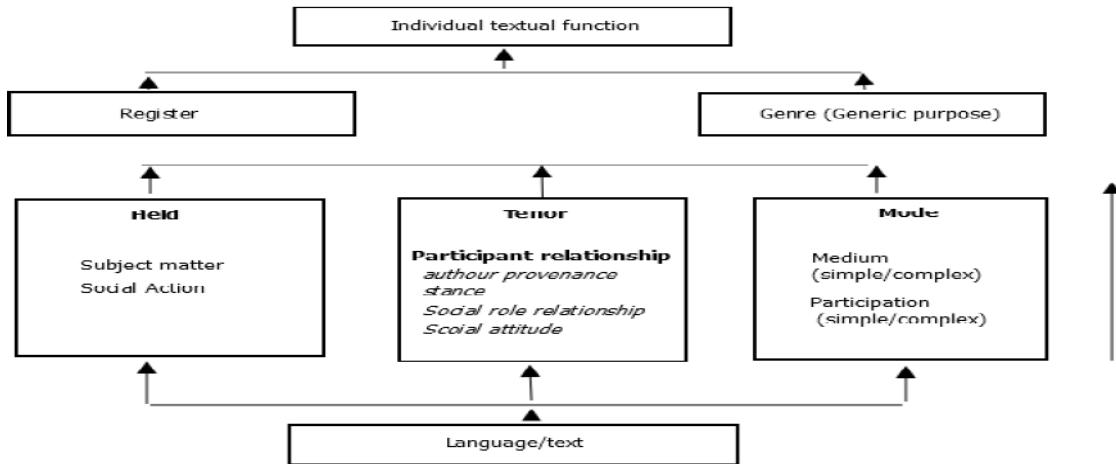 Individual textual function
Register
Genre (Generic purpose)
Field
Subject matter
Social Action
Tenor
Participant relationship
authour provenance
stance
Social role relationship
Scoial attitude
Mode
Medium
(simple/complex)
Participation
(simple/complex)
Language/text